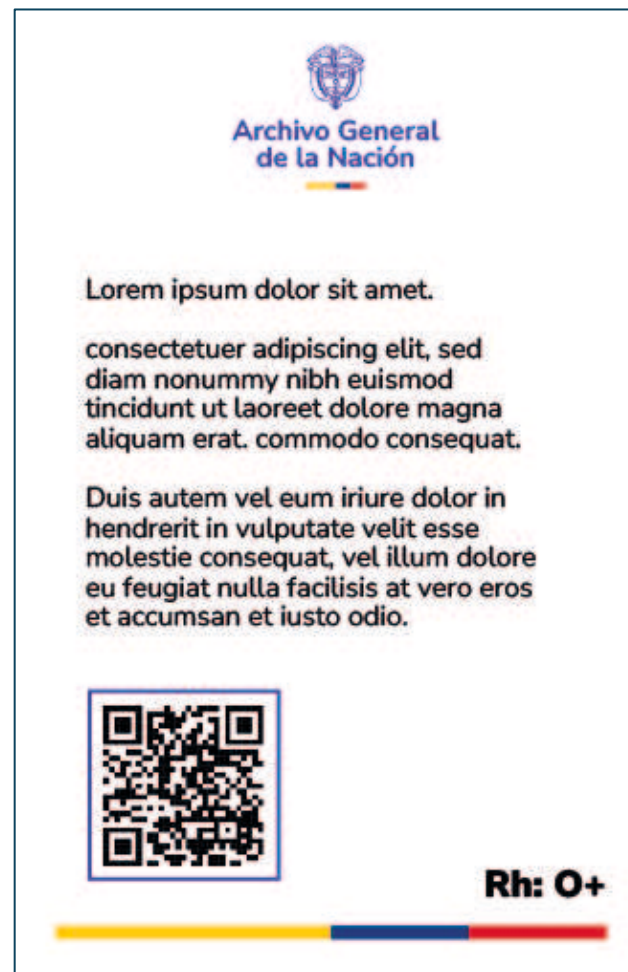 Archivo General
de la Nación
Lorem ipsum dolor sit amet.
consectetuer adipiscing elit, sed
diam nonummy nibh euismod
tincidunt ut laoreet dolore magna
aliquam erat. commodo consequat.
Duis autem vel eum iriure dolor in
hendrerit in vulputate velit esse
molestie consequat, vel illum dolore
eu feugiat nulla facilisis at vero eros
et accumsan et iusto odio.
Rh: O+